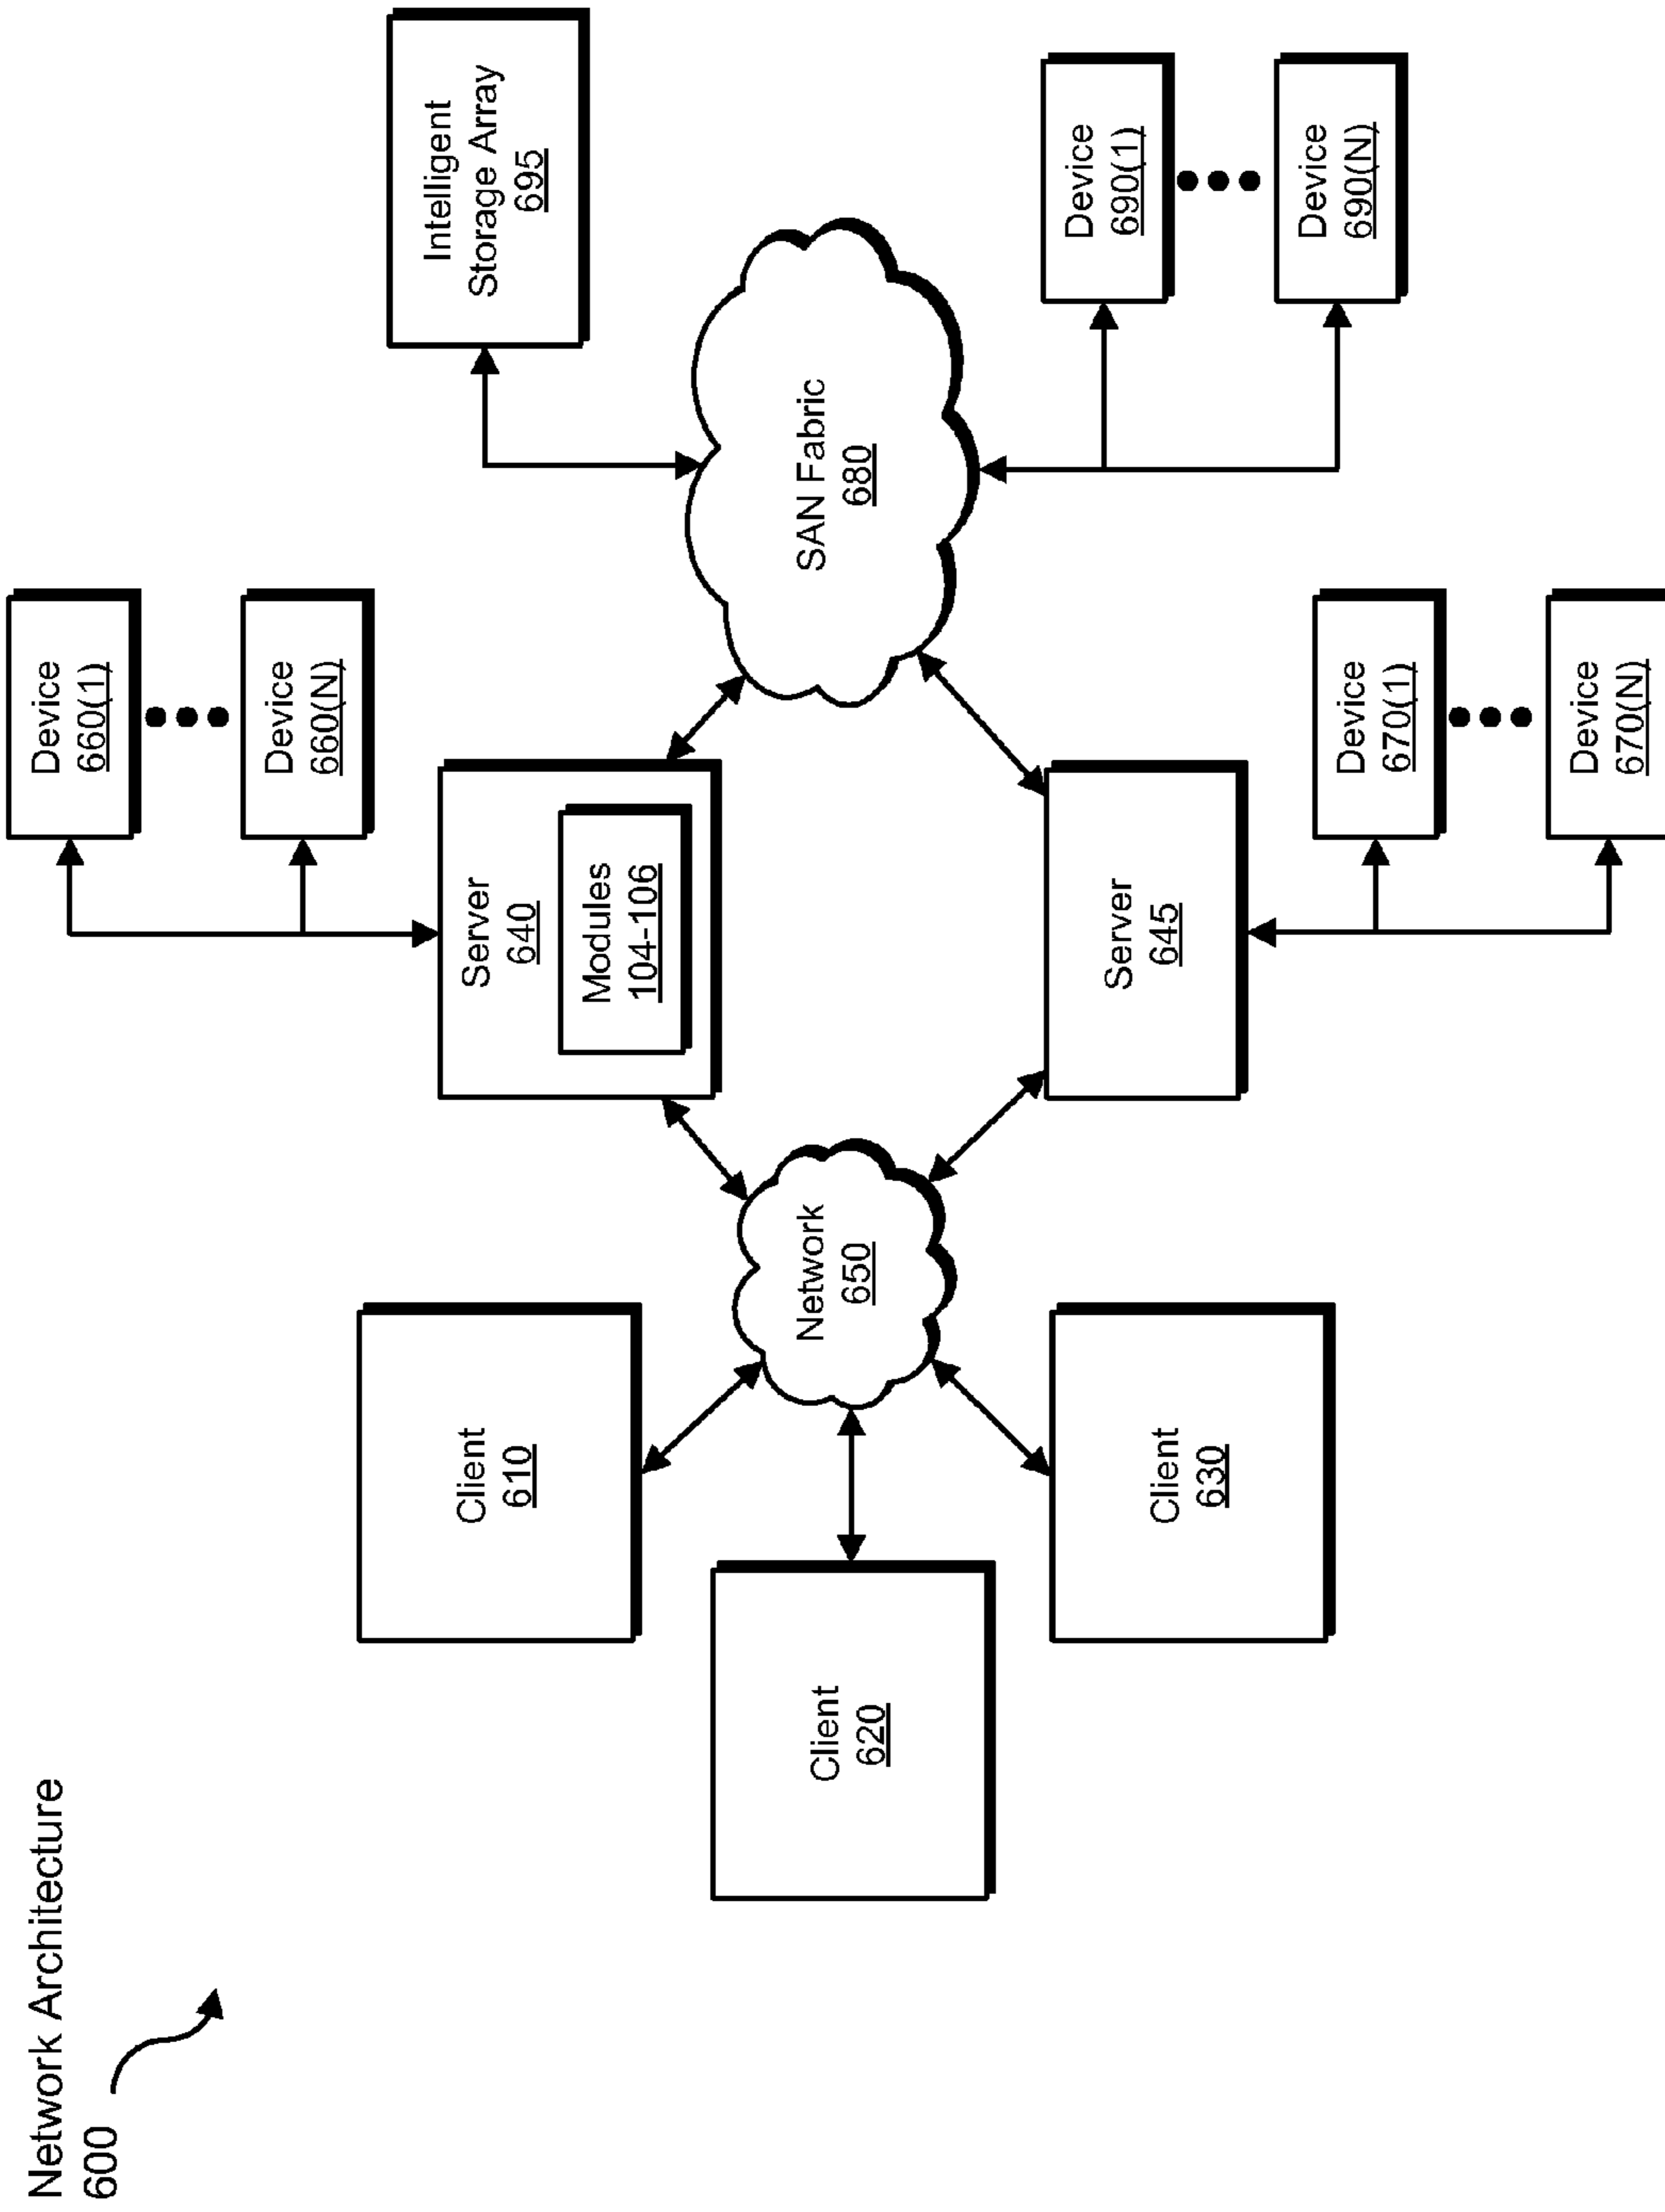 Network Architecture
600
Device
660(1)
Device
660(N)
Intelligent
Storage Array
695
Client
610
Server
640
Modules
104-106
Client
620
Network
650
SAN Fabric
680
Client
630
Server
645
Device
690(1)
Device
690(N)
Device
670(1)
Device
670(N)